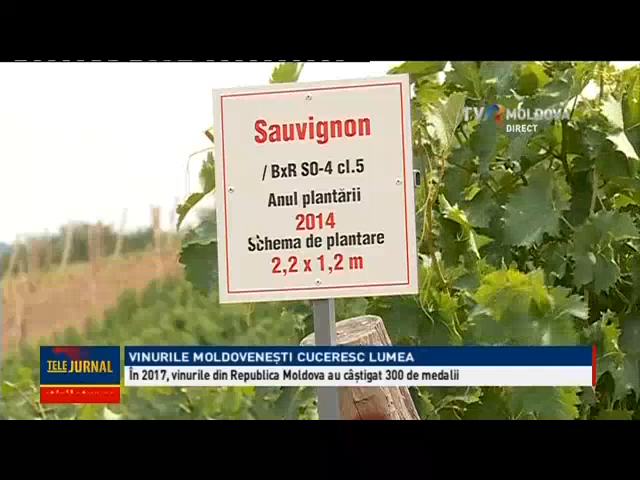 Sauvignon
/ BxR SO-4 cl.5
Anul plantării
2014
Schema de plantare
2,2 x 1,2 m
TVR MOLDOVA
DIRECT
TELE JURNAL
VINURILE MOLDOVENEȘTI CUCERESC LUMEA
În 2017, vinurile din Republica Moldova au câștigat 300 de medalii